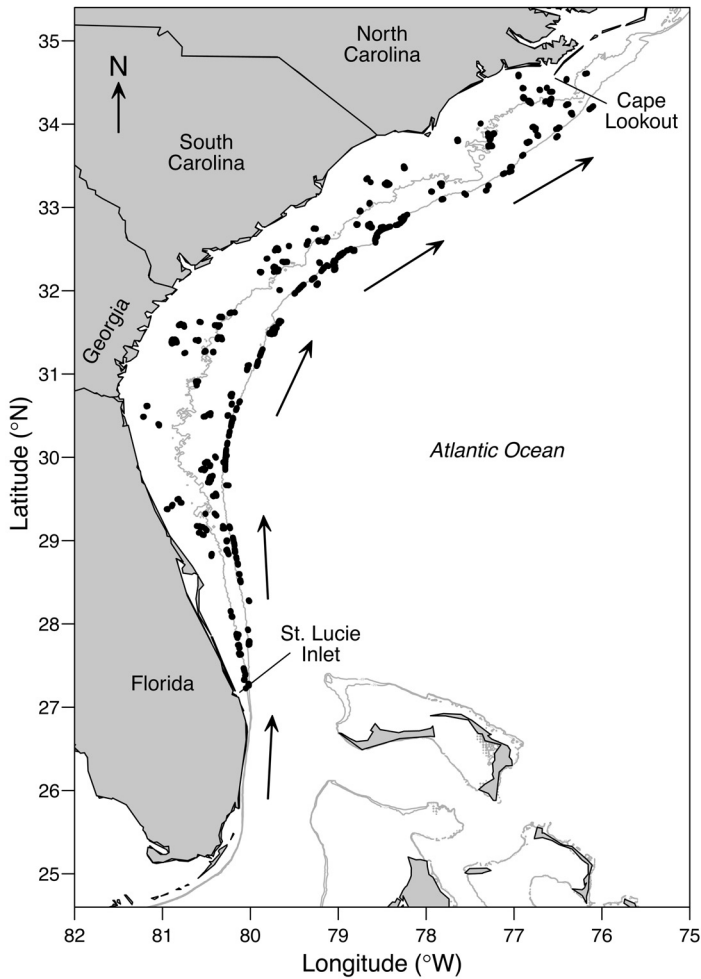 North
Carolina
N
Cape
Lookout
South
Carolina
Georgia
Atlantic Ocean
St. Lucie
Inlet
Florida
35
34
33
32
31
30
29
28
27
26
25
Latitude (°N)
82
81
80
79
78
77
76
75
Longitude (°W)